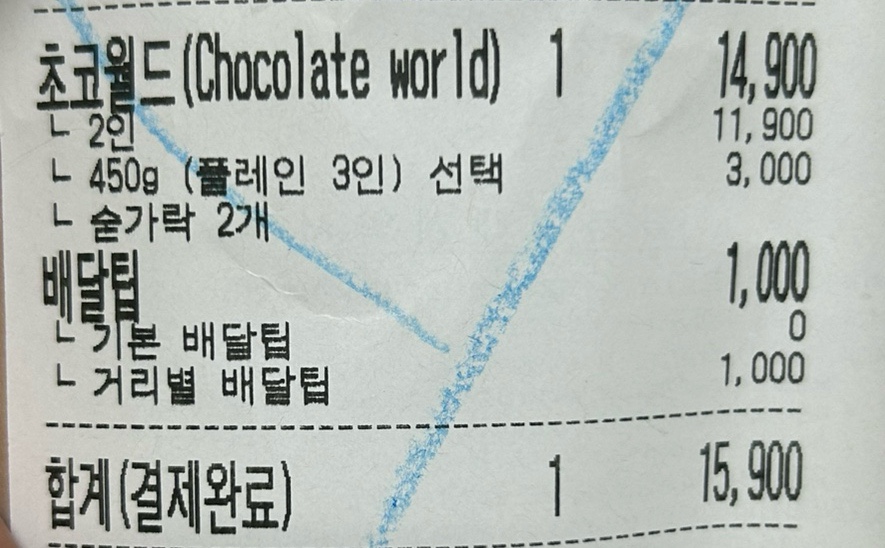 초코월드(Chocolate world) 1 14,900
ㄴ 2인 11,900
ㄴ 450g (플레인 3인) 선택 3,000
ㄴ 숟가락 2개
배달팁 1,000
ㄴ 기본 배달팁 0
ㄴ 거리별 배달팁 1,000
합계(결제완료) 1 15,900